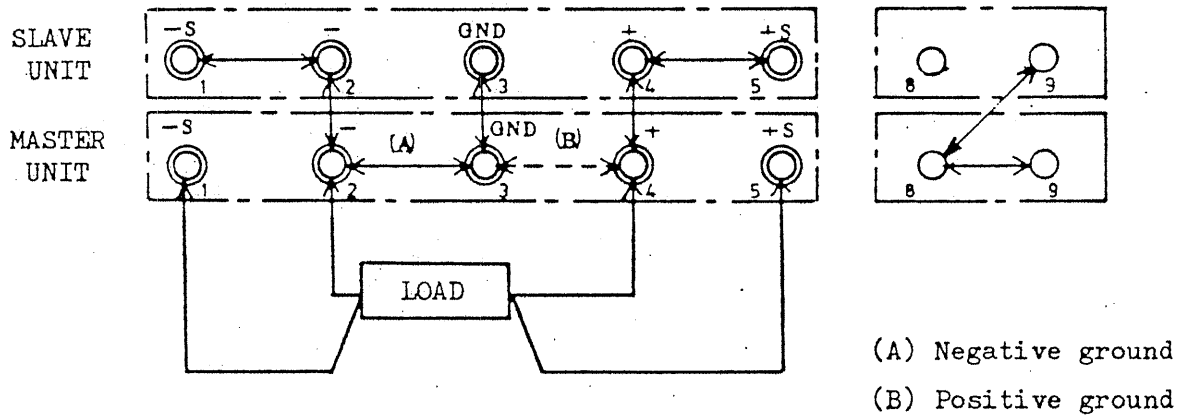 SLAVE UNIT
-S - GND + +S
1 2 3 4 5
8 9
MASTER UNIT
-S - (A) GND (B) + +S
1 2 3 4 5
8 9
LOAD
(A) Negative ground
(B) Positive ground